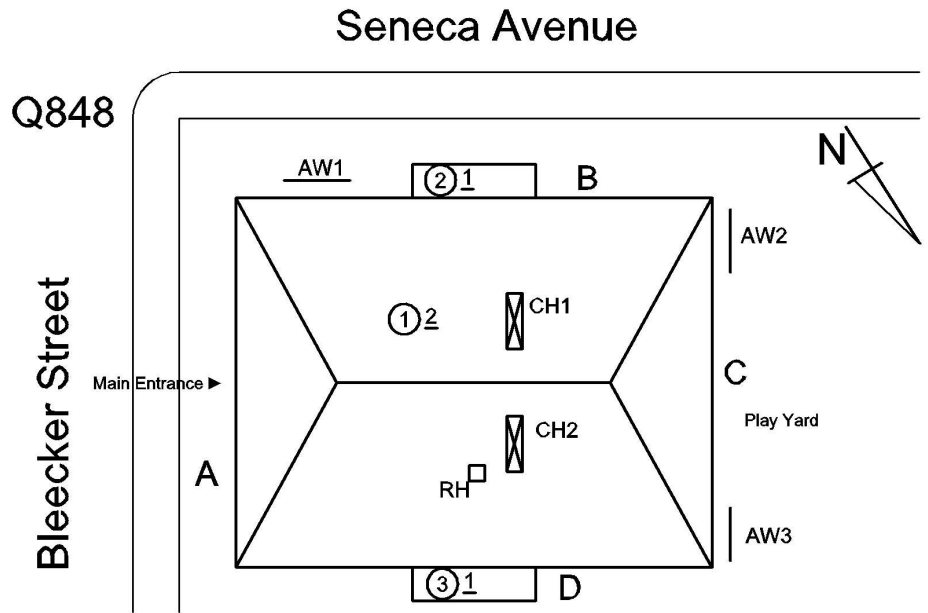 Seneca Avenue
Q848
N
AW1
② 1
B
AW2
① 2
CH1
Bleecker Street
Main Entrance ►
C
Play Yard
CH2
A
RH
AW3
③ 1
D